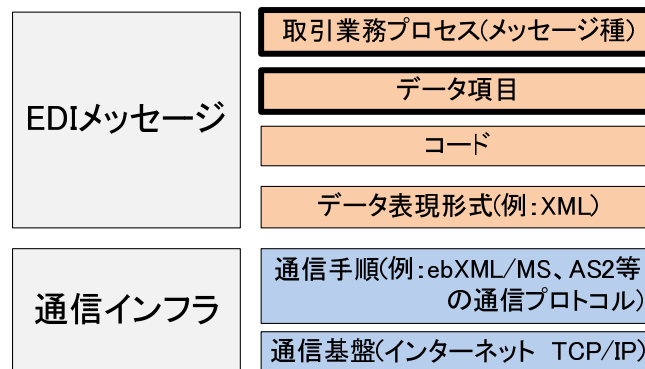 EDIメッセージ
取引業務プロセス(メッセージ種)
データ項目
コード
データ表現形式(例:XML)
通信インフラ
通信手順(例:ebXML/MS、AS2等
の通信プロトコル)
通信基盤(インターネット TCP/IP)